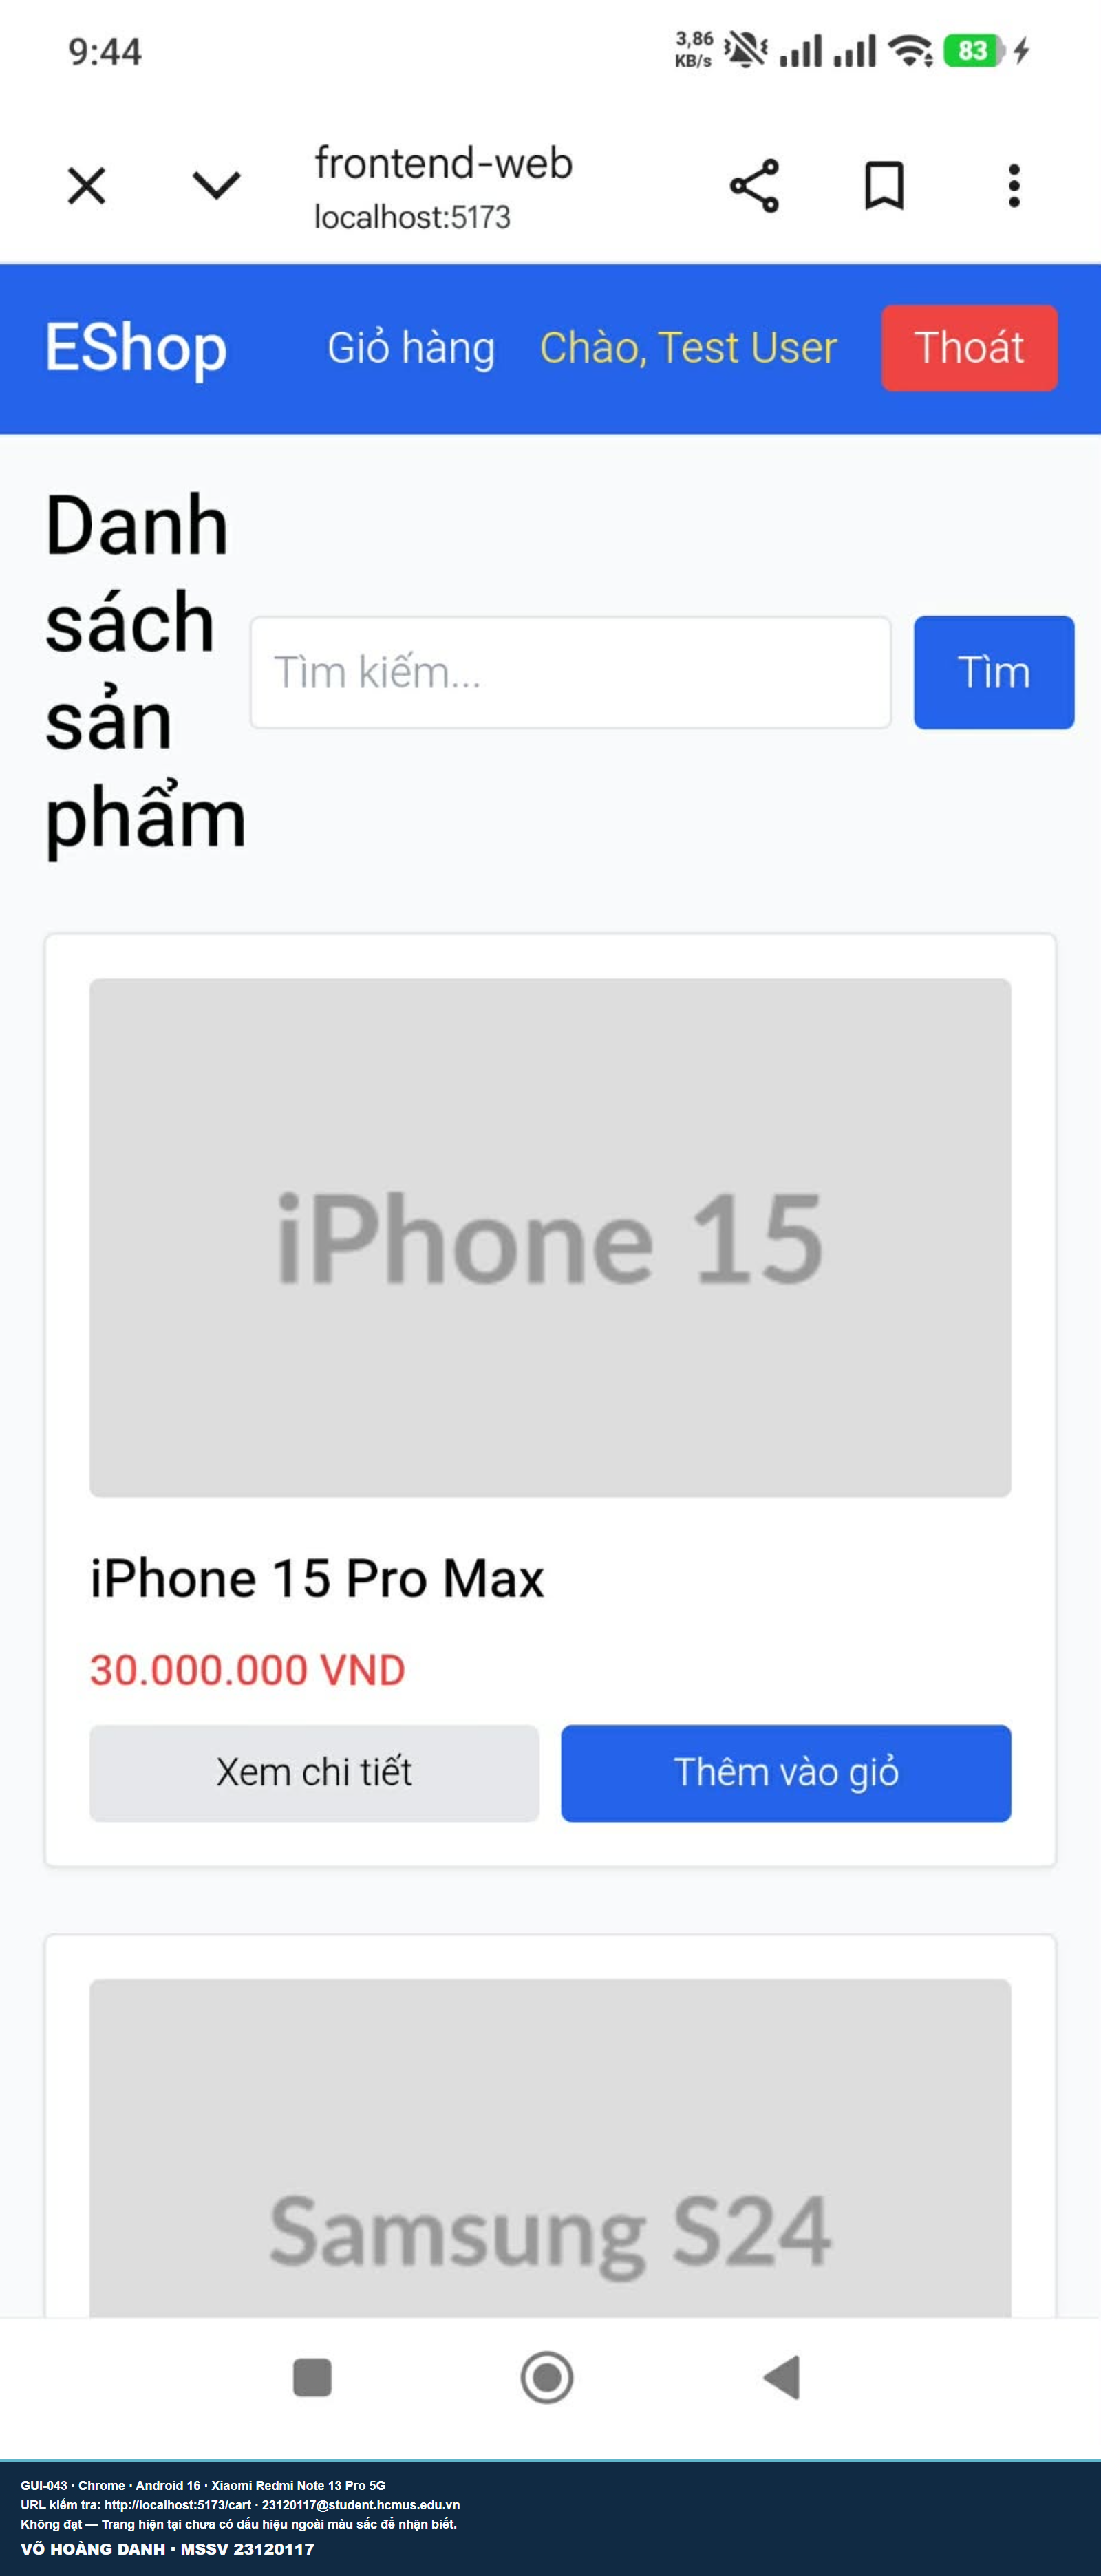 9:44
3,86
KB/s
83
frontend-web
localhost:5173
EShop
Giỏ hàng
Chào, Test User
Thoát
Danh
sách
sản
phẩm
Tìm kiếm...
Tìm
iPhone 15
iPhone 15 Pro Max
30.000.000 VND
Xem chi tiết
Thêm vào giỏ
Samsung S24
GUI-043 · Chrome · Android 16 · Xiaomi Redmi Note 13 Pro 5G
URL kiểm tra: http://localhost:5173/cart · 23120117@student.hcmus.edu.vn
Không đạt — Trang hiện tại chưa có dấu hiệu ngoài màu sắc để nhận biết.
VÕ HOÀNG DANH · MSSV 23120117